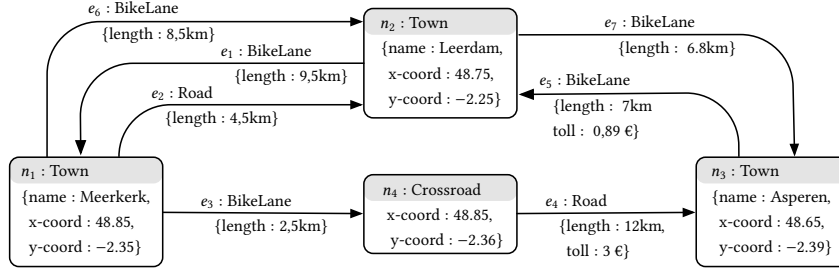 e₆ : BikeLane
{length : 8,5km}
e₁ : BikeLane
{length : 9,5km}
e₂ : Road
{length : 4,5km}
n₂ : Town
{name : Leerdam,
x-coord : 48.75,
y-coord : −2.25}
e₇ : BikeLane
{length : 6.8km}
e₅ : BikeLane
{length : 7km
toll : 0,89 €}
n₁ : Town
{name : Meerkerk,
x-coord : 48.85,
y-coord : −2.35}
e₃ : BikeLane
{length : 2,5km}
n₄ : Crossroad
x-coord : 48.85,
y-coord : −2.36}
e₄ : Road
{length : 12km,
toll : 3 €}
n₃ : Town
{name : Asperen,
x-coord : 48.65,
y-coord : −2.39}